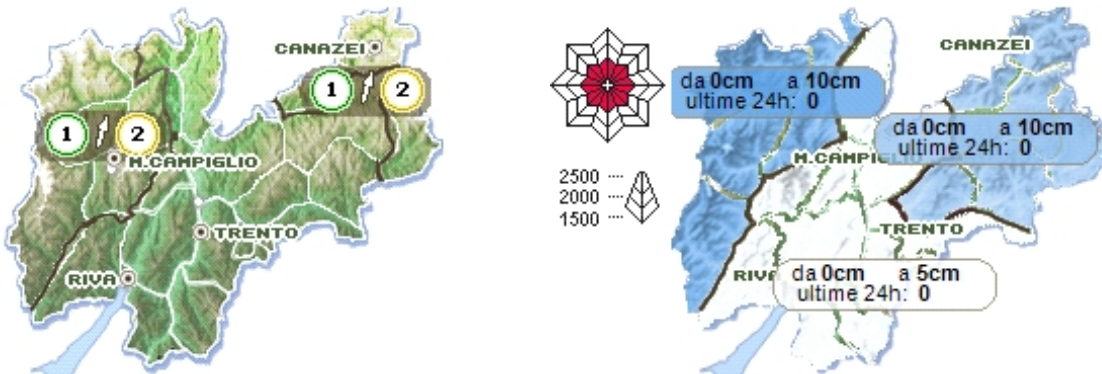 CANAZEI
1 2
1 2
M.CAMPIGLIO
TRENTO
RIVA
CANAZEI
da 0cm a 10cm
ultime 24h: 0
da 0cm a 10cm
ultime 24h: 0
M.CAMPIGLIO
2500
2000
1500
TRENTO
RIVA
da 0cm a 5cm
ultime 24h: 0